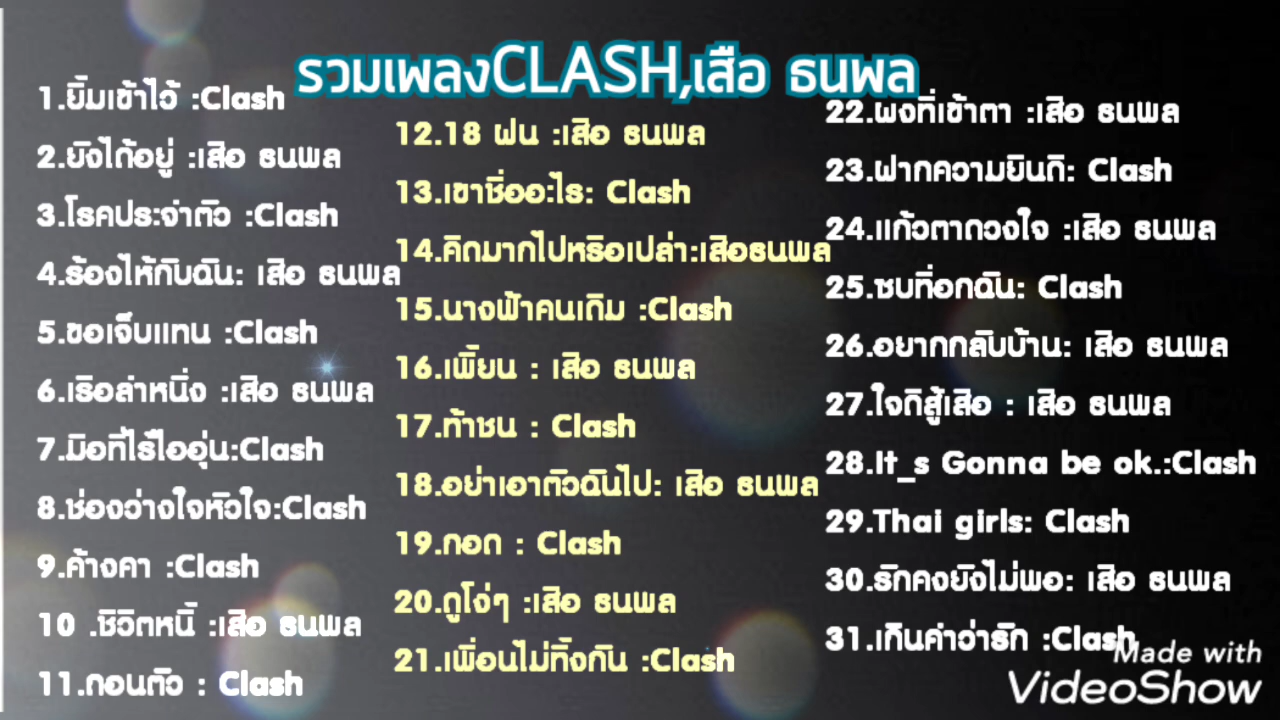 รวมเพลงCLASH,เสือ ธนพล
1.ยิ้มเข้าไว้ :Clash
2.ยังได้อยู่ :เสือ ธนพล
3.โรคประจำตัว :Clash
4.ร้องไห้กับฉัน: เสือ ธนพล
5.ขอเจ็บแทน :Clash
6.เรือลำหนึ่ง :เสือ ธนพล
7.มือที่ไร้ไออุ่น:Clash
8.ช่องว่างใจหัวใจ:Clash
9.ค้างคา :Clash
10 .ชีวิตหนี้ :เสือ ธนพล
11.ถอนตัว : Clash
12.18 ฝน :เสือ ธนพล
13.เขาชื่ออะไร: Clash
14.คิดมากไปหรือเปล่า:เสือธนพล
15.นางฟ้าคนเดิม :Clash
16.เพี้ยน : เสือ ธนพล
17.ท้าชน : Clash
18.อย่าเอาตัวฉันไป: เสือ ธนพล
19.กอด : Clash
20.กูโง่ๆ :เสือ ธนพล
21.เพื่อนไม่ทิ้งกัน :Clash
22.ผงที่เข้าตา :เสือ ธนพล
23.ฝากความยินดี: Clash
24.แก้วตาดวงใจ :เสือ ธนพล
25.ซบที่อกฉัน: Clash
26.อยากกลับบ้าน: เสือ ธนพล
27.ใจดีสู้เสือ : เสือ ธนพล
28.It_s Gonna be ok.:Clash
29.Thai girls: Clash
30.รักคงยังไม่พอ: เสือ ธนพล
31.เกินคำว่ารัก :Clash
Made with
VideoShow